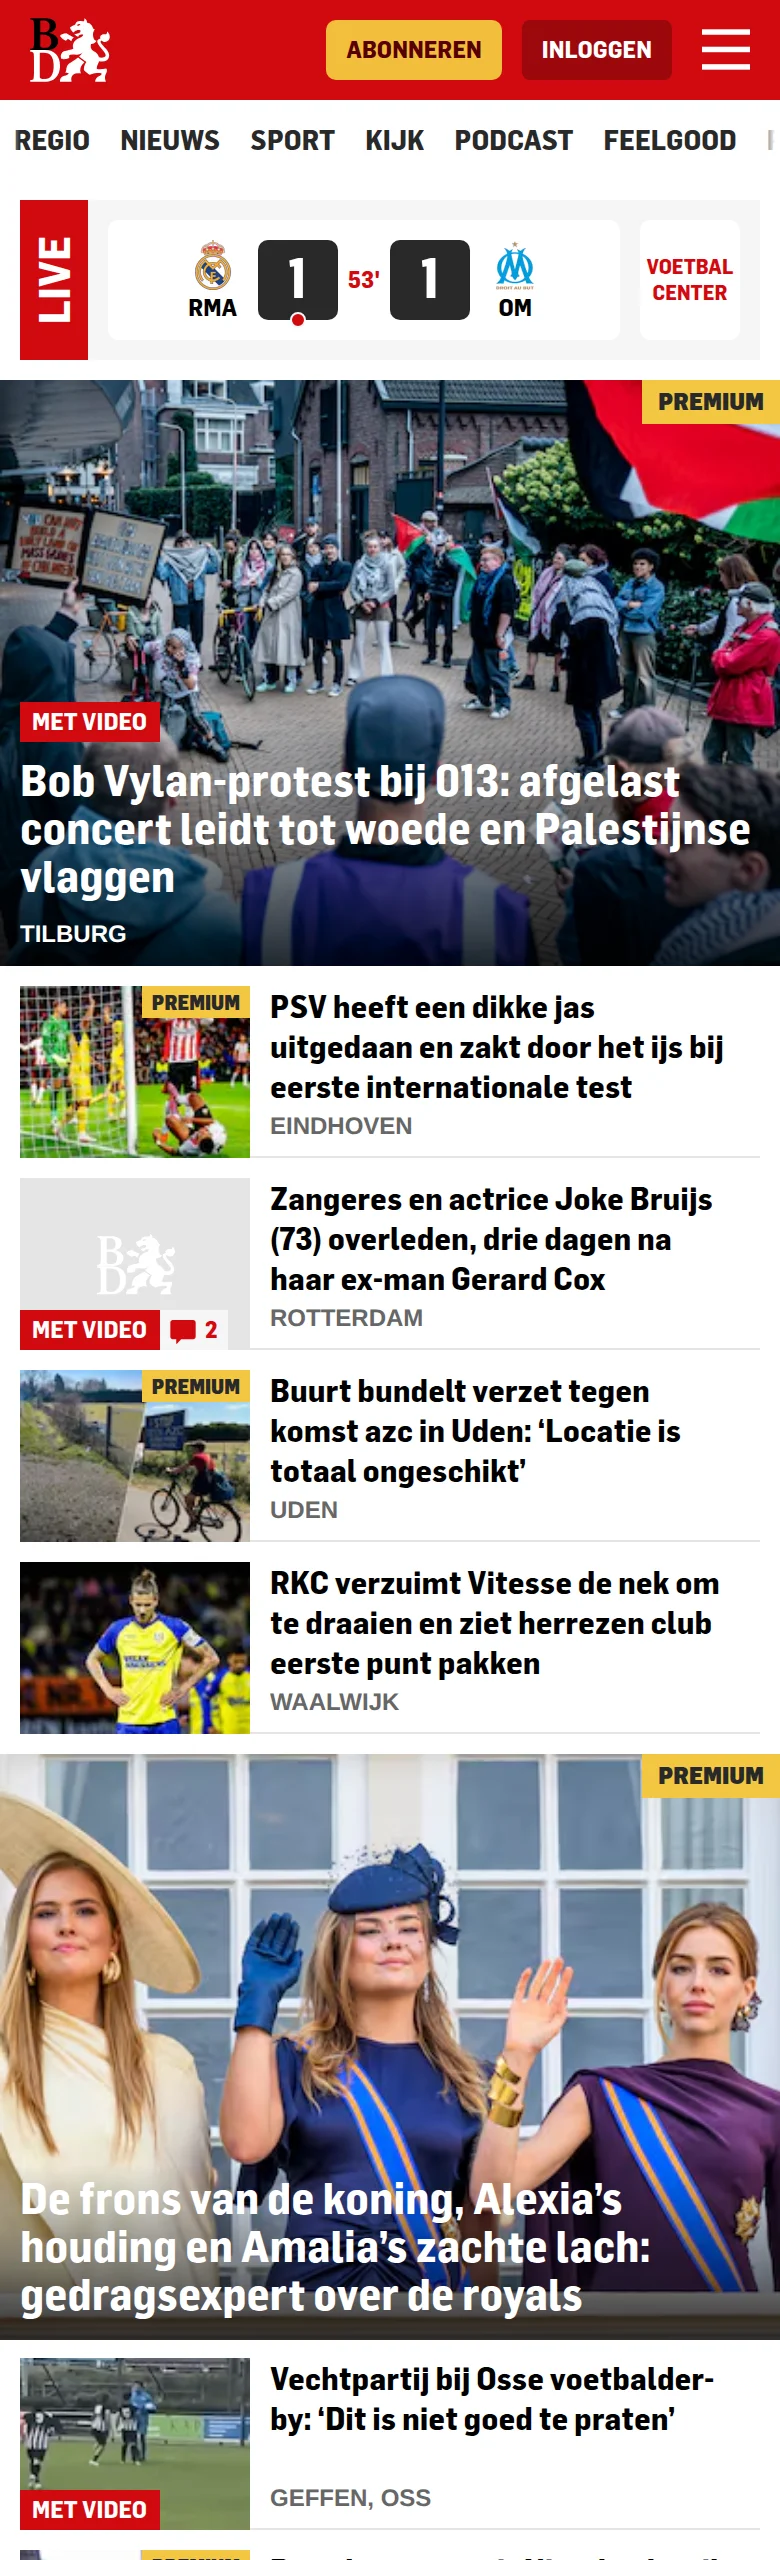 BD
ABONNEREN
INLOGGEN
REGIO NIEUWS SPORT KIJK PODCAST FEELGOOD
LIVE
RMA
1
53'
1
OM
VOETBAL
CENTER
PREMIUM
MET VIDEO
Bob Vylan-protest bij 013: afgelast
concert leidt tot woede en Palestijnse
vlaggen
TILBURG
PREMIUM
PSV heeft een dikke jas
uitgedaan en zakt door het ijs bij
eerste internationale test
EINDHOVEN
BD
MET VIDEO
2
Zangeres en actrice Joke Bruijs
(73) overleden, drie dagen na
haar ex-man Gerard Cox
ROTTERDAM
PREMIUM
Buurt bundelt verzet tegen
komst azc in Uden: ‘Locatie is
totaal ongeschikt’
UDEN
RKC verzuimt Vitesse de nek om
te draaien en ziet herrezen club
eerste punt pakken
WAALWIJK
PREMIUM
De frons van de koning, Alexia’s
houding en Amalia’s zachte lach:
gedragsexpert over de royals
MET VIDEO
Vechtpartij bij Osse voetbalder-
by: ‘Dit is niet goed te praten’
GEFFEN, OSS